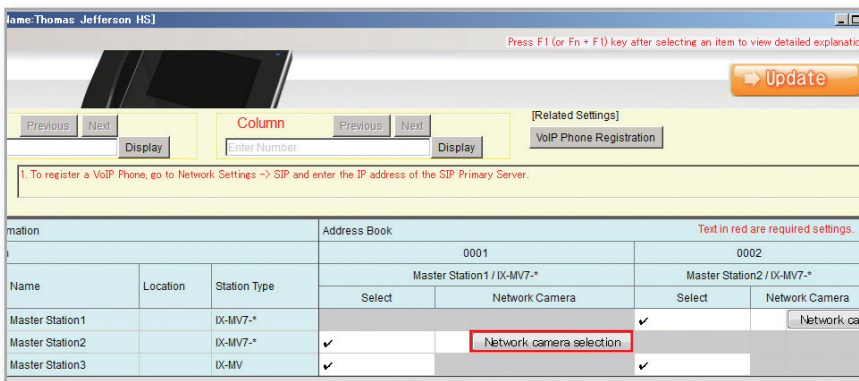 lame:Thomas Jefferson HS]
Press F1 (or Fn + F1) key after selecting an item to view detailed explanatio
Update
Previous Next
Display
Column Previous Next
Enter Number Display
[Related Settings]
VoIP Phone Registration
1. To register a VoIP Phone, go to Network Settings -> SIP and enter the IP address of the SIP Primary Server.
mation Address Book Text in red are required settings.
0001 0002
Name Location Station Type Master Station1 / IX-MV7-* Master Station2 / IX-MV7-*
Select Network Camera Select Network Camera
Master Station1 IX-MV7-* ✔ Network ca
Master Station2 IX-MV7-* ✔ Network camera selection
Master Station3 IX-MV ✔ ✔